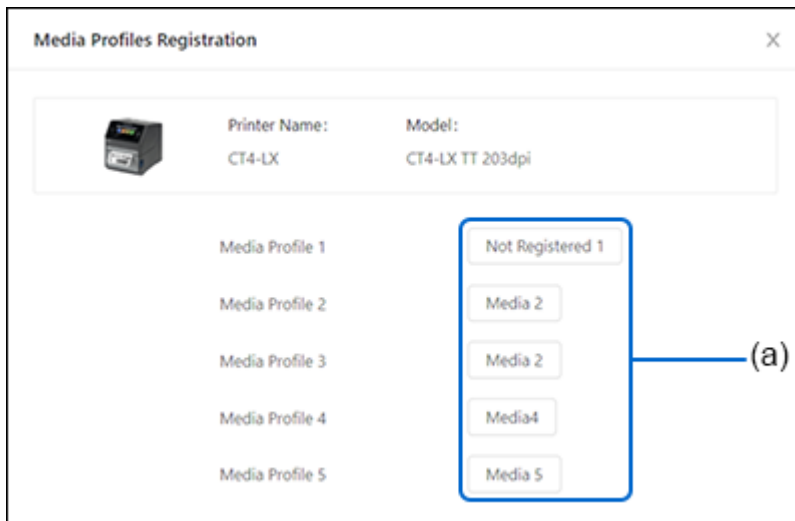 Media Profiles Registration
Printer Name: Model:
CT4-LX CT4-LX TT 203dpi
Media Profile 1 Not Registered 1
Media Profile 2 Media 2
Media Profile 3 Media 2
(a)
Media Profile 4 Media4
Media Profile 5 Media 5